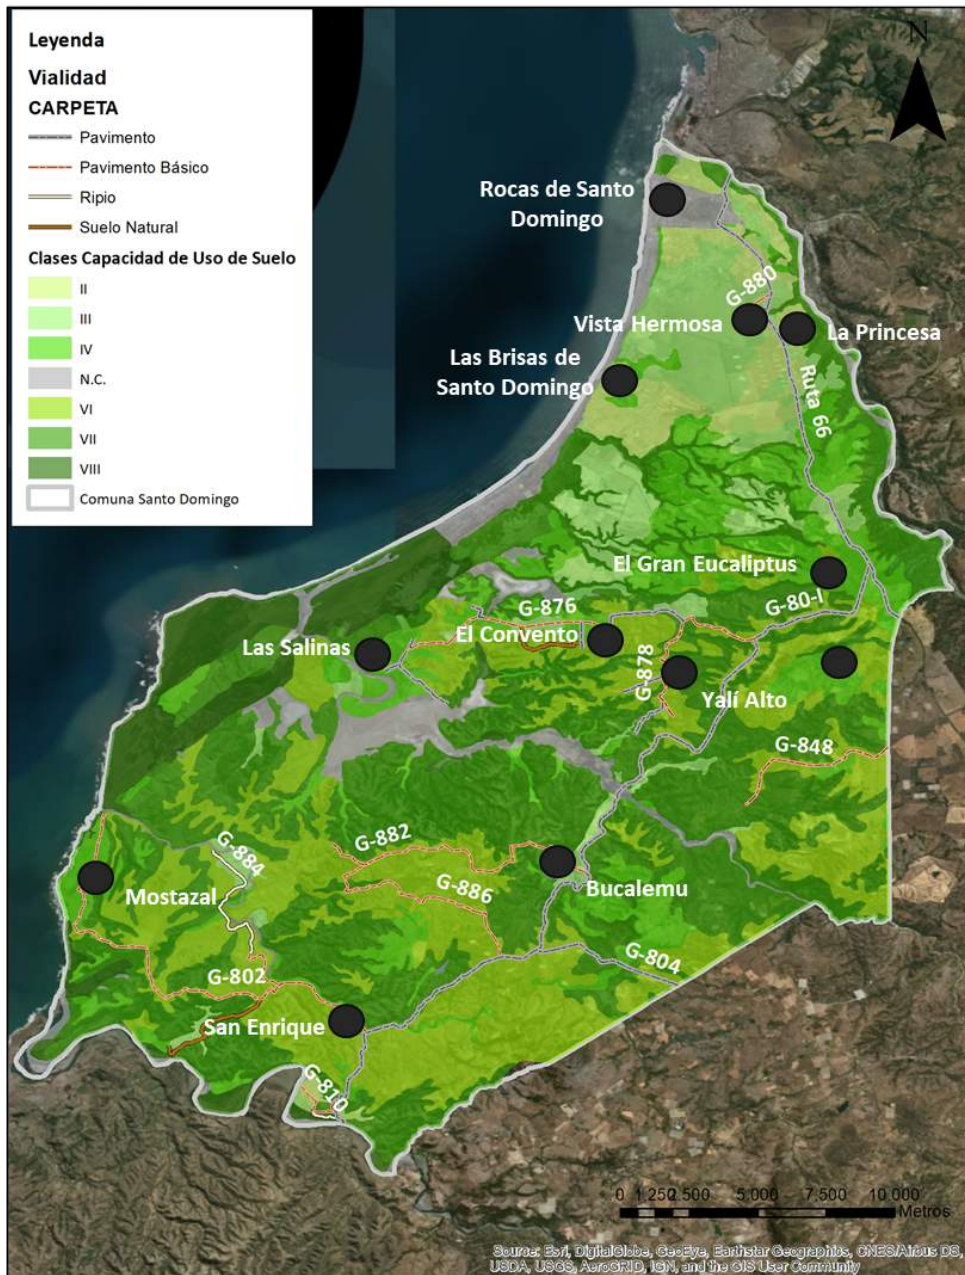 Leyenda
Vialidad
CARPETA
Pavimento
Pavimento Básico
Ripio
Suelo Natural
Clases Capacidad de Uso de Suelo
II
III
IV
N.C.
VI
VII
VIII
Comuna Santo Domingo
N
Rocas de Santo
Domingo
G-880
Vista Hermosa
La Princesa
Las Brisas de
Santo Domingo
Ruta 66
El Gran Eucaliptus
G-80-I
G-876
El Convento
Las Salinas
G-878
Yalí Alto
G-848
G-882
G-884
G-886
Bucalemu
Mostazal
G-804
G-802
San Enrique
G-810
0 1.250 2.500 5.000 7.500 10.000
Metros
Source: Esri, DigitalGlobe, GeoEye, Earthstar Geographics, CNES/Airbus DS,
USDA, USGS, AeroGRID, IGN, and the GIS User Community